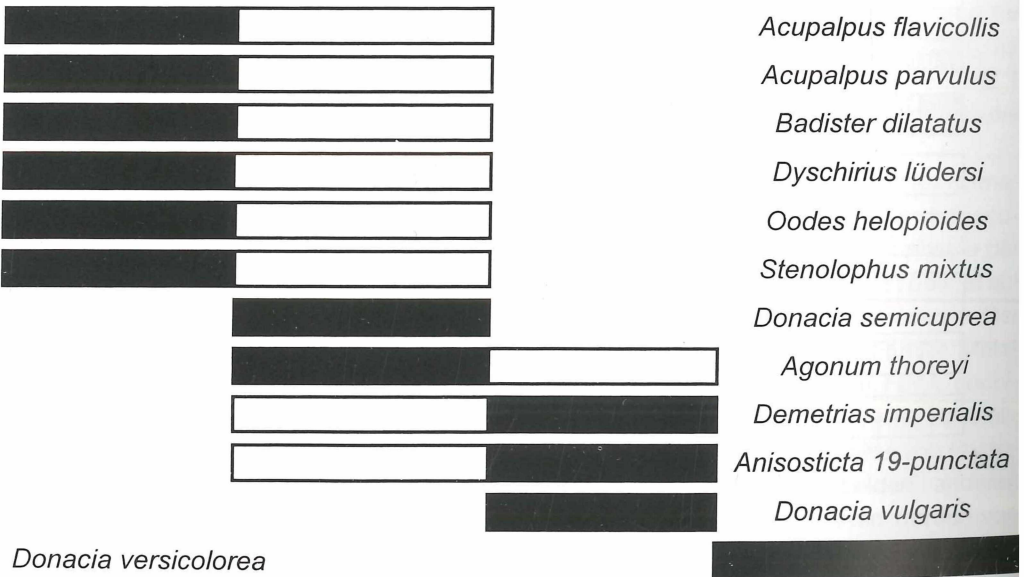 Acupalpus flavicollis
Acupalpus parvulus
Badister dilatatus
Dyschirius lüdersi
Oodes helopioides
Stenolophus mixtus
Donacia semicuprea
Agonum thoreyi
Demetrias imperialis
Anisosticta 19-punctata
Donacia vulgaris
Donacia versicolorea